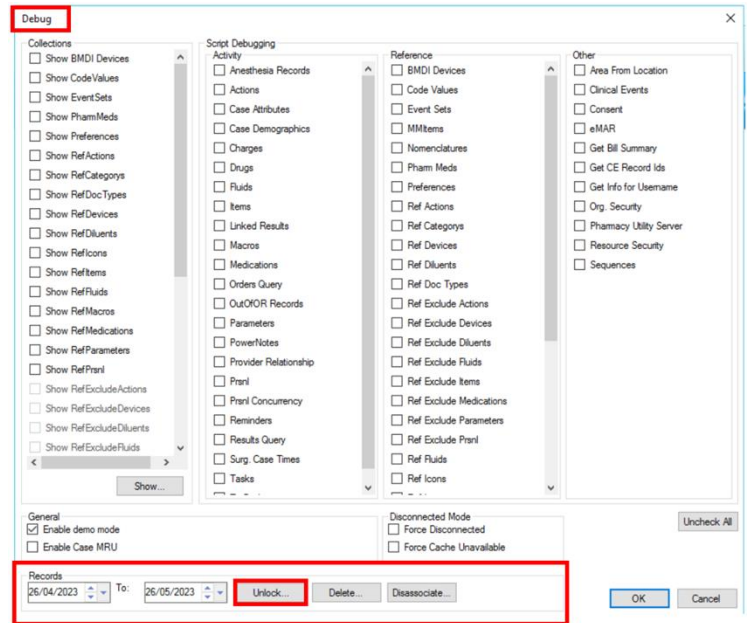 Debug
Collections
Show BMDI Devices
Show CodeValues
Show EventSets
Show PharmMeds
Show Preferences
Show RefActions
Show RefCategorys
Show RefDocTypes
Show RefDevices
Show RefDiluents
Show RefIcons
Show RefItems
Show RefFluids
Show RefMacros
Show RefMedications
Show RefParameters
Show RefPrsnl
Show RefExcludeActions
Show RefExcludeDevices
Show RefExcludeDiluents
Show RefExcludeFluids
Show...
Script Debugging
Activity
Anesthesia Records
Actions
Case Attributes
Case Demographics
Charges
Drugs
Fluids
Items
Linked Results
Macros
Medications
Orders Query
OutOfOR Records
Parameters
PowerNotes
Provider Relationship
Prsnl
Prsnl Concurrency
Reminders
Results Query
Surg. Case Times
Tasks
Reference
BMDI Devices
Code Values
Event Sets
MMItems
Nomenclatures
Pharm Meds
Preferences
Ref Actions
Ref Categorys
Ref Devices
Ref Diluents
Ref Doc Types
Ref Exclude Actions
Ref Exclude Devices
Ref Exclude Diluents
Ref Exclude Fluids
Ref Exclude Items
Ref Exclude Medications
Ref Exclude Parameters
Ref Exclude Prsnl
Ref Fluids
Ref Icons
Other
Area From Location
Clinical Events
Consent
eMAR
Get Bill Summary
Get CE Record Ids
Get Info for Username
Org. Security
Pharmacy Utility Server
Resource Security
Sequences
General
Enable demo mode
Enable Case MRU
Disconnected Mode
Force Disconnected
Force Cache Unavailable
Uncheck All
Records
26/04/2023 To: 26/05/2023 Unlock... Delete... Disassociate...
OK Cancel